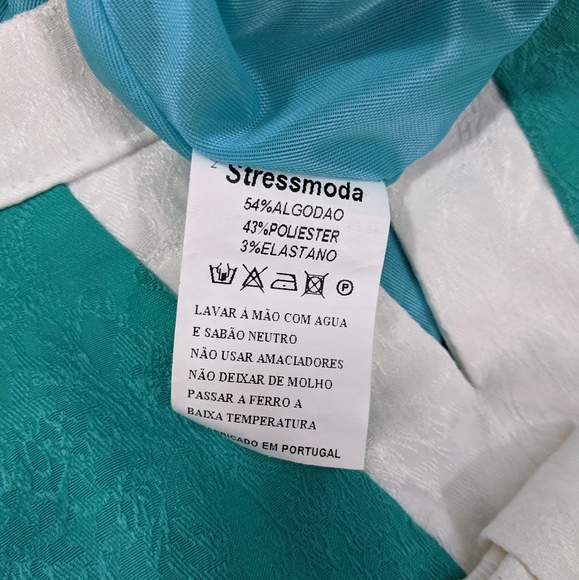 Stressmoda
54%ALGODAO
43%POLIESTER
3%ELASTANO
P
LAVAR À MÃO COM AGUA
E SABÃO NEUTRO
NÃO USAR AMACIADORES
NÃO DEIXAR DE MOLHO
PASSAR A FERRO A
BAIXA TEMPERATURA
EM PORTUGAL